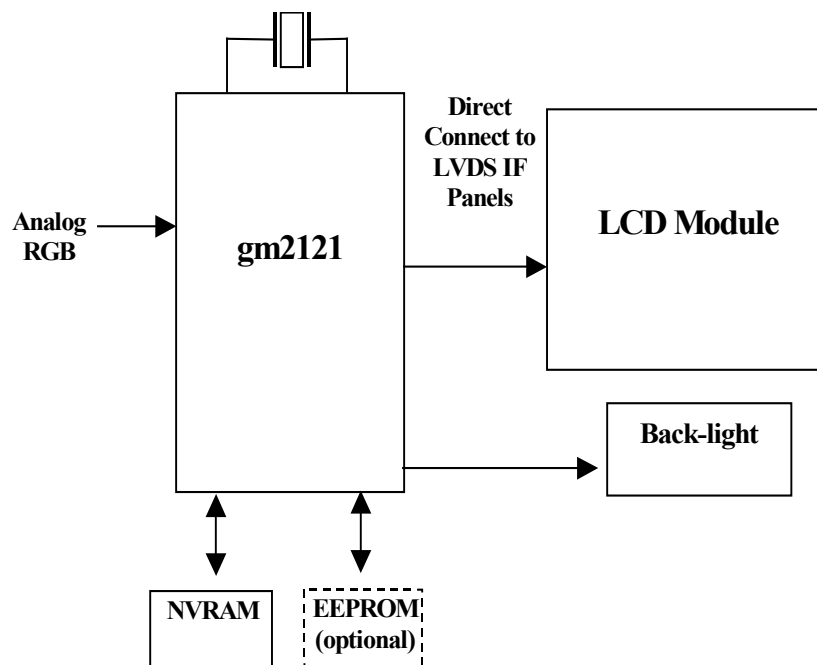 Direct
Connect to
LVDS IF
Panels
LCD Module
Analog
RGB
gm2121
Back-light
NVRAM
EEPROM
(optional)